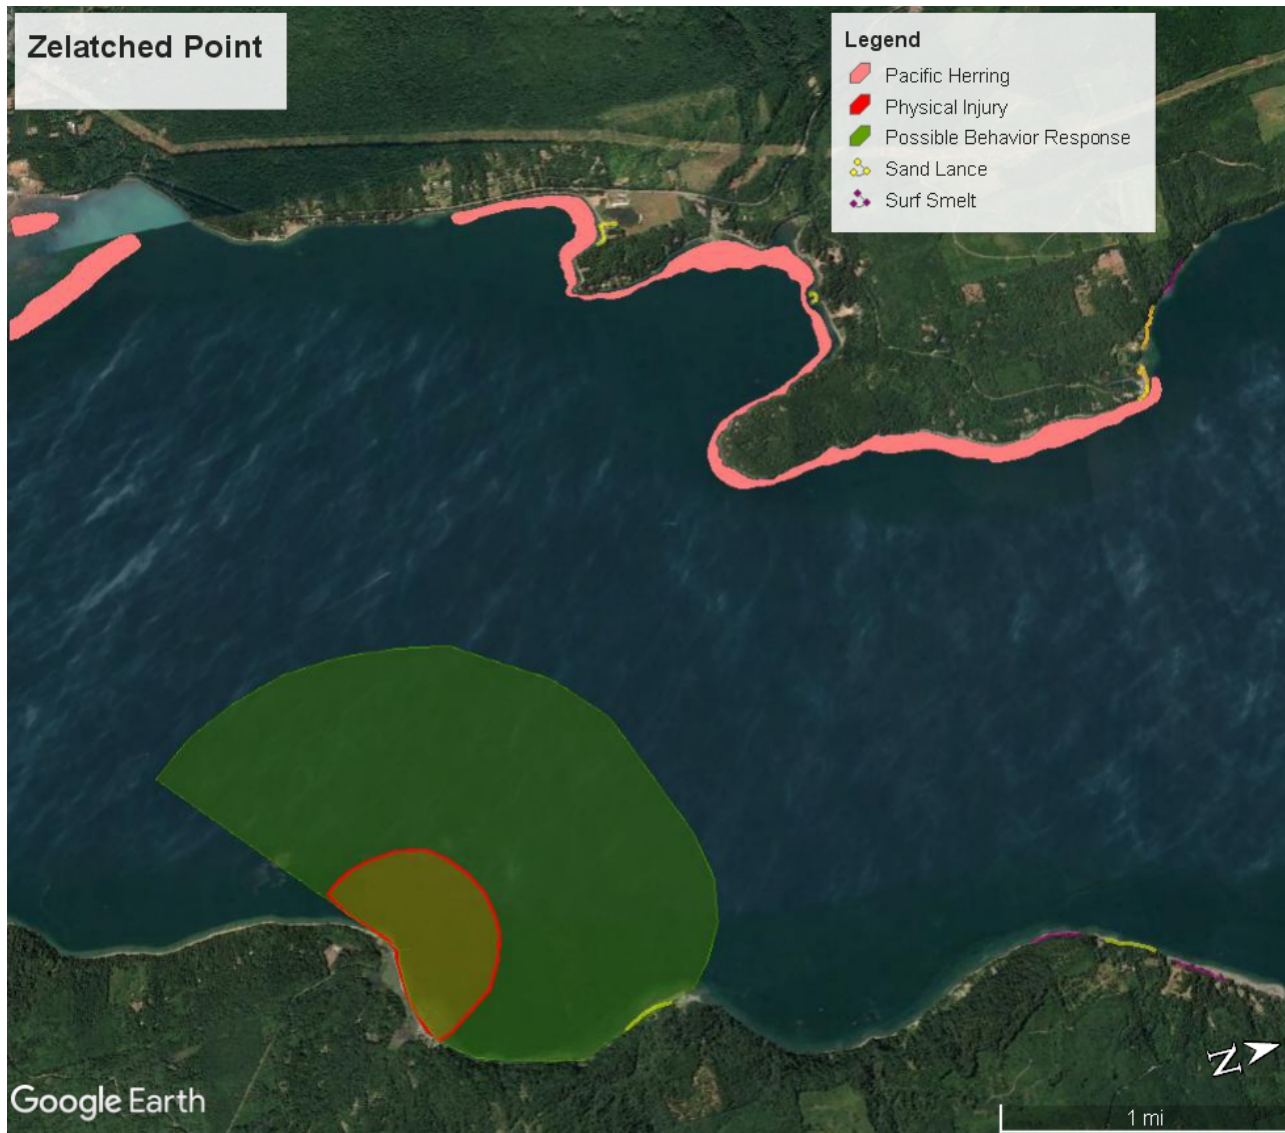 Zelatched Point
Legend
Pacific Herring
Physical Injury
Possible Behavior Response
Sand Lance
Surf Smelt
N
Google Earth
1 mi